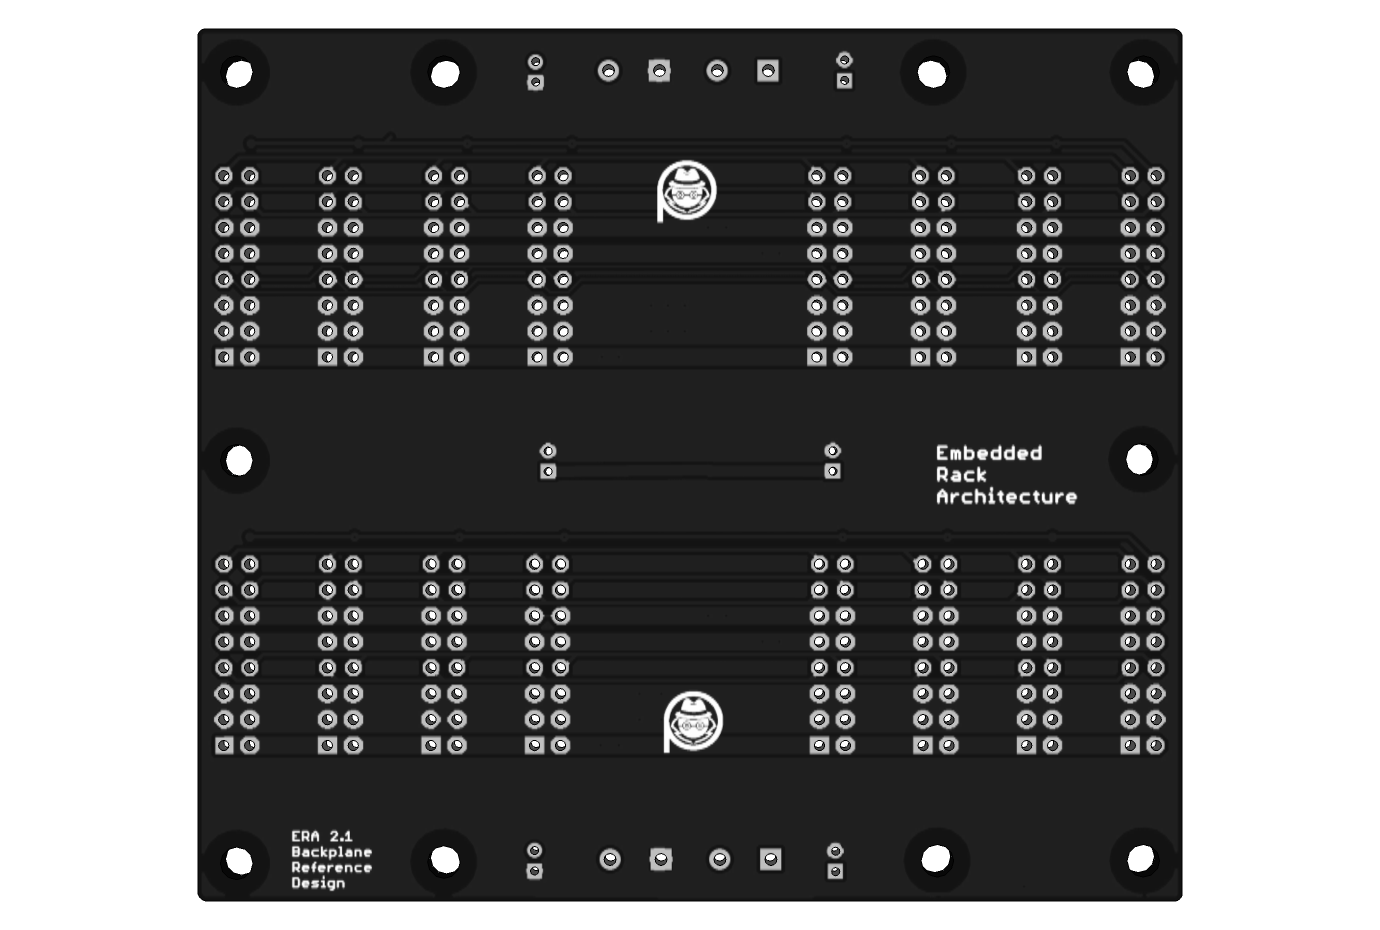 Embedded
Rack
Architecture
ERA 2.1
Backplane
Reference
Design